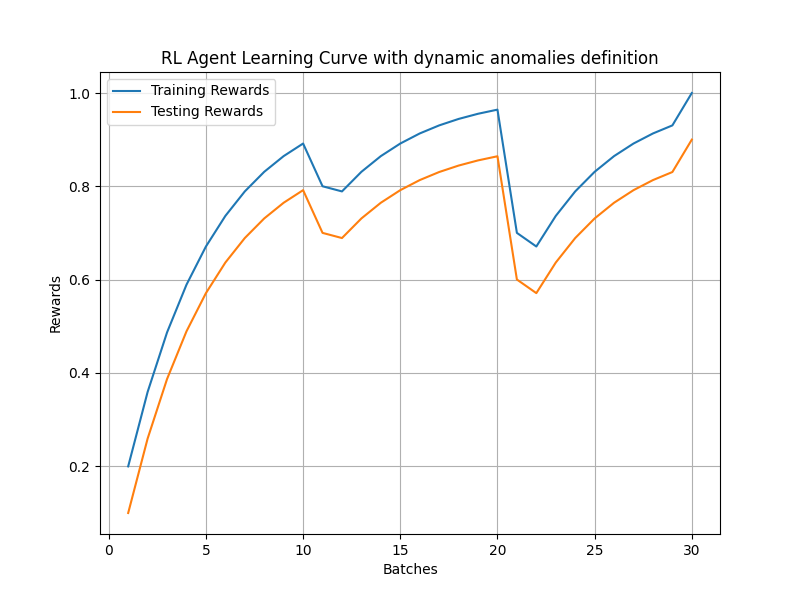 RL Agent Learning Curve with dynamic anomalies definition
Training Rewards
Testing Rewards
Rewards
1.0
0.8
0.6
0.4
0.2
0 5 10 15 20 25 30
Batches